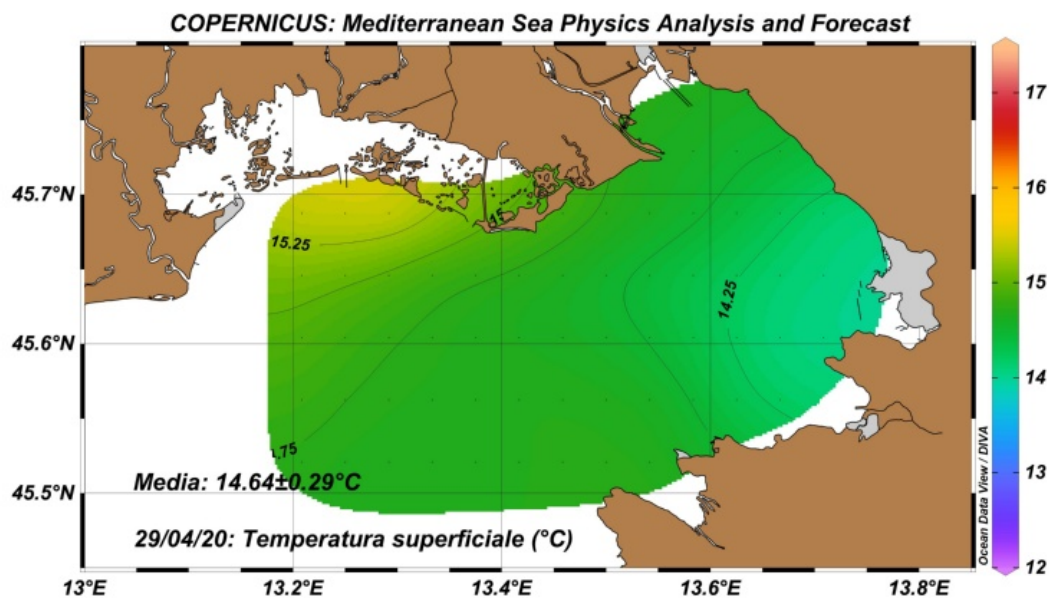 COPERNICUS: Mediterranean Sea Physics Analysis and Forecast
17
45.7°N
16
15
15.25
14.25
15
45.6°N
14
.75
13
Media: 14.64±0.29°C
45.5°N
29/04/20: Temperatura superficiale (°C)
Ocean Data View / DIVA
12
13°E
13.2°E
13.4°E
13.6°E
13.8°E